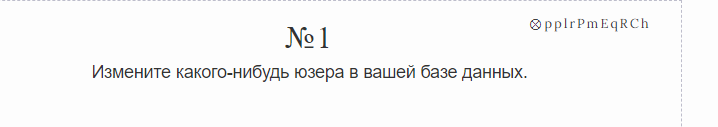 ⊗pplrPmEqRCh
№1
Измените какого-нибудь юзера в вашей базе данных.